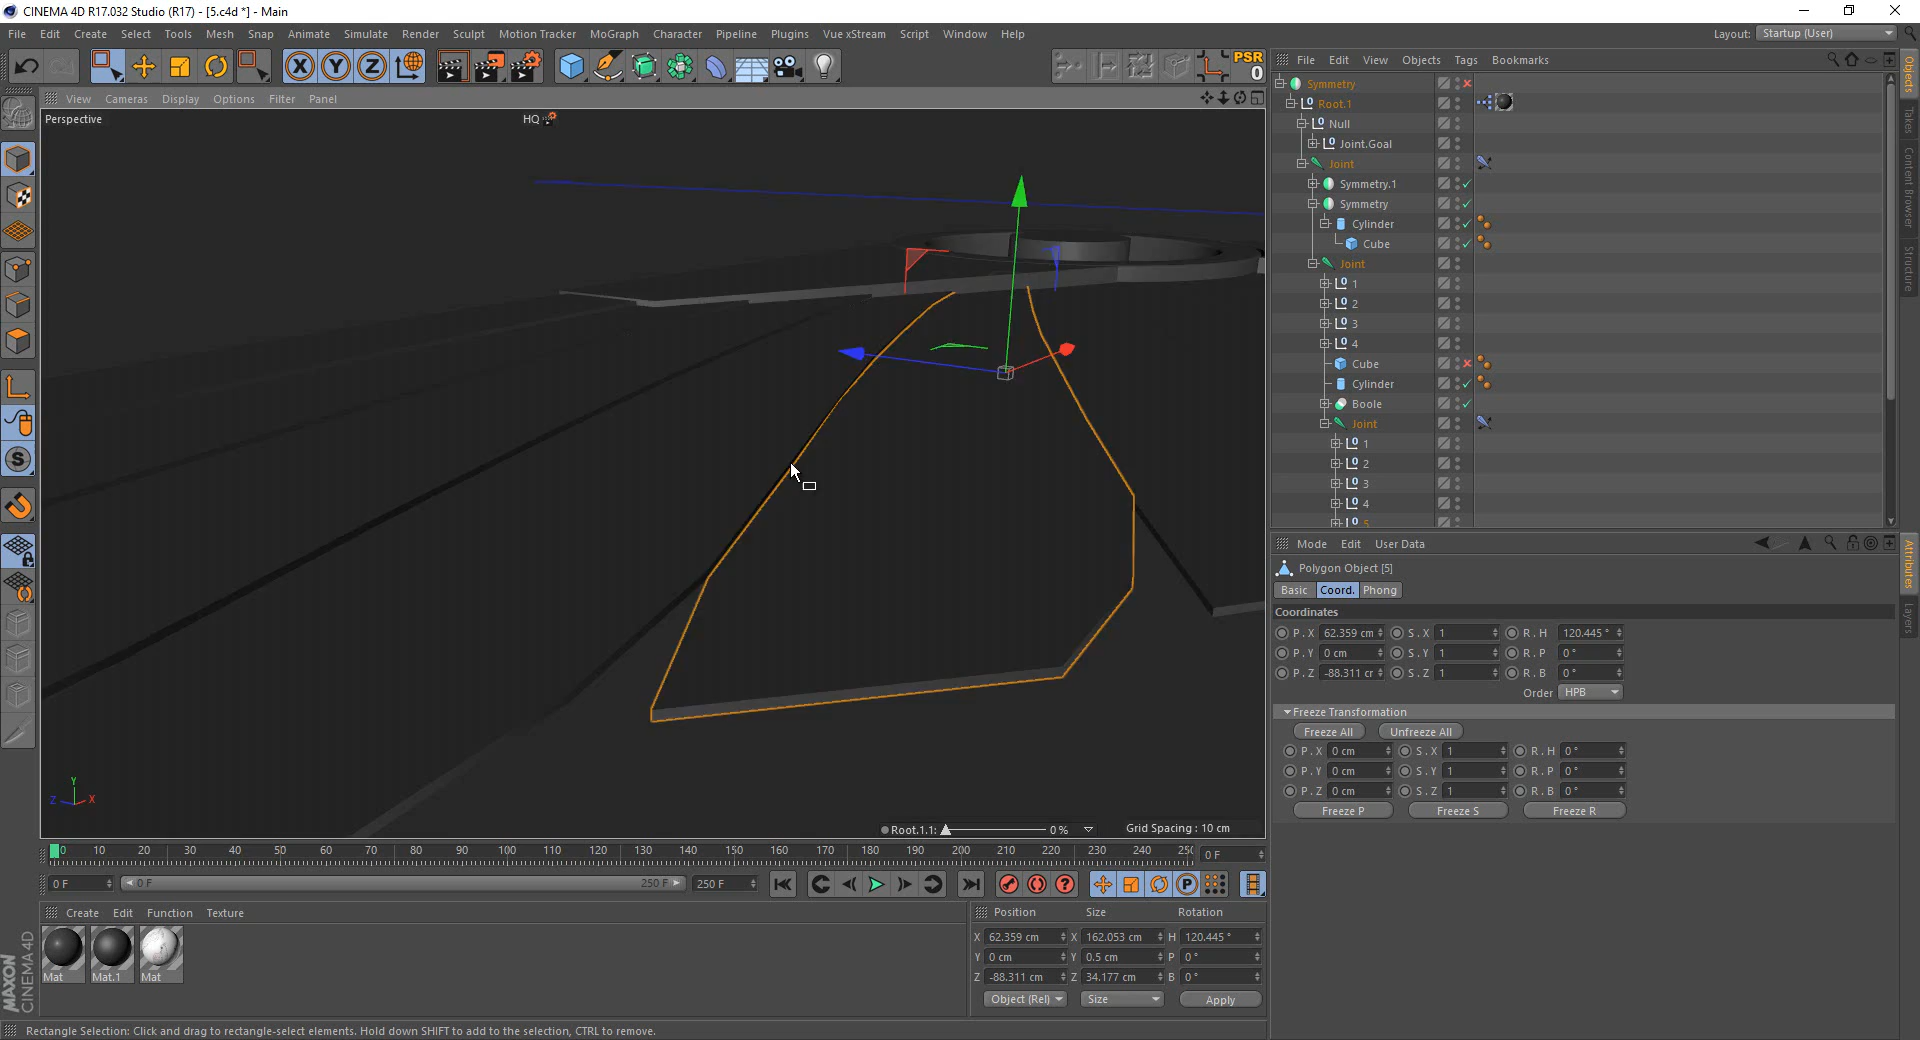 CINEMA 4D R17.032 Studio (R17) - [5.c4d *] - Main
File Edit Create Select Tools Mesh Snap Animate Simulate Render Sculpt Motion Tracker MoGraph Character Pipeline Plugins Vue xStream Script Window Help
Layout: Startup (User)
PSR
0
File Edit View Objects Tags Bookmarks
View Cameras Display Options Filter Panel
Perspective
HQ
Symmetry
Root.1
Null
Joint.Goal
Joint
Symmetry.1
Symmetry
Cylinder
Cube
Joint
1
2
3
4
Cube
Cylinder
Boole
Joint
1
2
3
4
5
Objects
Takes
Content Browser
Structure
Mode Edit User Data
Polygon Object [5]
Basic Coord. Phong
Coordinates
P . X 62.359 cm S . X 1 R . H 120.445 °
P . Y 0 cm S . Y 1 R . P 0 °
P . Z -88.311 cr S . Z 1 R . B 0 °
Order HPB
Freeze Transformation
Freeze All Unfreeze All
P . X 0 cm S . X 1 R . H 0 °
P . Y 0 cm S . Y 1 R . P 0 °
P . Z 0 cm S . Z 1 R . B 0 °
Freeze P Freeze S Freeze R
Attributes
Layers
Y
Z X
Root.1.1: 0 %
Grid Spacing : 10 cm
0 10 20 30 40 50 60 70 80 90 100 110 120 130 140 150 160 170 180 190 200 210 220 230 240 25
0 F
0 F 0 F 250 F 250 F
Create Edit Function Texture
Mat Mat.1 Mat
MAXON
CINEMA 4D
Position Size Rotation
X 62.359 cm X 162.053 cm H 120.445 °
Y 0 cm Y 0.5 cm P 0 °
Z -88.311 cm Z 34.177 cm B 0 °
Object (Rel) Size Apply
Rectangle Selection: Click and drag to rectangle-select elements. Hold down SHIFT to add to the selection, CTRL to remove.